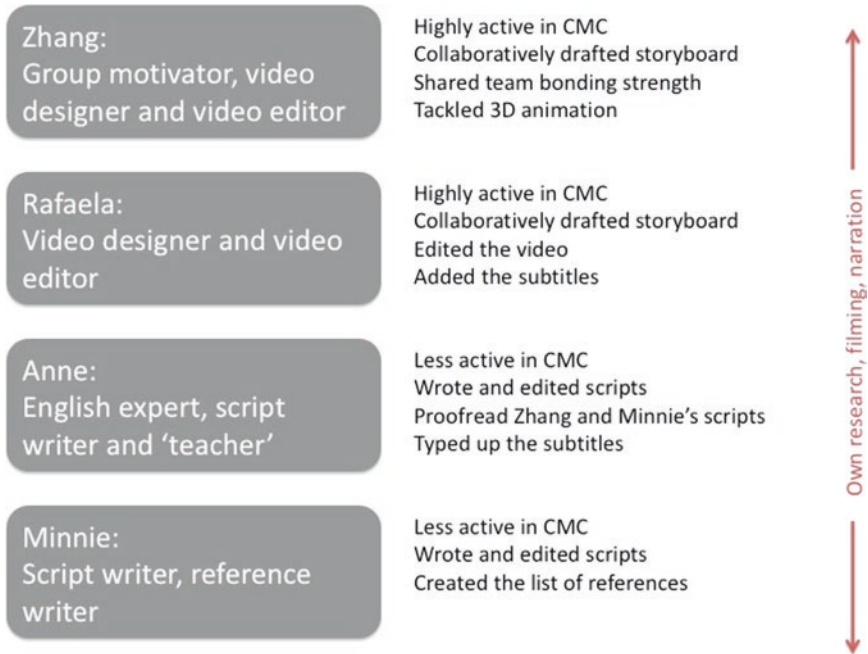 Zhang:
Group motivator, video
designer and video editor
Highly active in CMC
Collaboratively drafted storyboard
Shared team bonding strength
Tackled 3D animation
Rafaela:
Video designer and video
editor
Highly active in CMC
Collaboratively drafted storyboard
Edited the video
Added the subtitles
Anne:
English expert, script
writer and ‘teacher’
Less active in CMC
Wrote and edited scripts
Proofread Zhang and Minnie’s scripts
Typed up the subtitles
Minnie:
Script writer, reference
writer
Less active in CMC
Wrote and edited scripts
Created the list of references
Own research, filming, narration